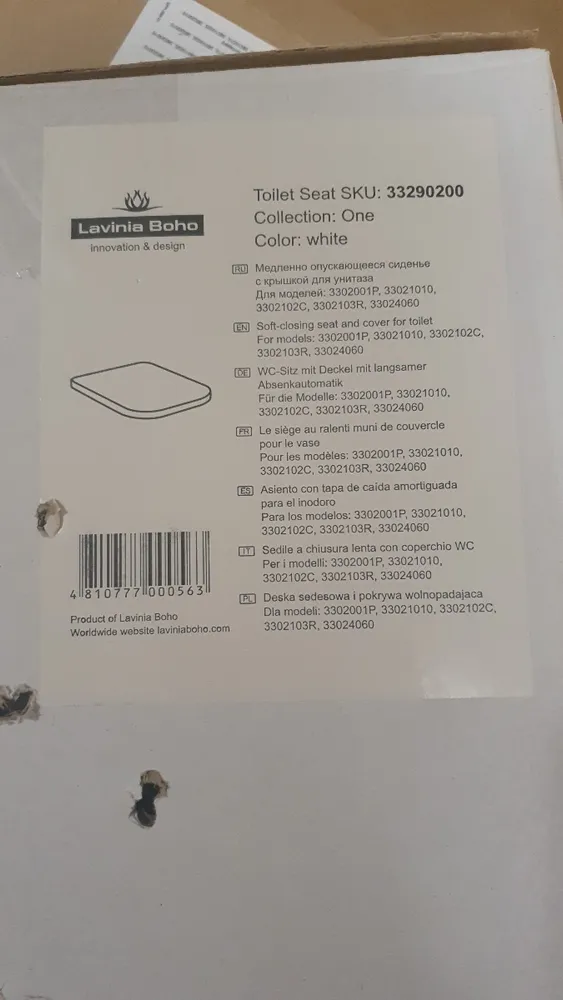 Lavinia Boho
innovation & design
Toilet Seat SKU: 33290200
Collection: One
Color: white
RU Медленно опускающееся сиденье
с крышкой для унитаза
Для моделей: 3302001P, 33021010,
3302102C, 3302103R, 33024060
EN Soft-closing seat and cover for toilet
For models: 3302001P, 33021010, 3302102C,
3302103R, 33024060
DE WC-Sitz mit Deckel mit langsamer
Absenkautomatik
Für die Modelle: 3302001P, 33021010,
3302102C, 3302103R, 33024060
FR Le siège au ralenti muni de couvercle
pour le vase
Pour les modèles: 3302001P, 33021010,
3302102C, 3302103R, 33024060
ES Asiento con tapa de caída amortiguada
para el inodoro
Para los modelos: 3302001P, 33021010,
3302102C, 3302103R, 33024060
IT Sedile a chiusura lenta con coperchio WC
Per i modelli: 3302001P, 33021010,
3302102C, 3302103R, 33024060
PL Deska sedesowa i pokrywa wolnopadajaca
Dla modeli: 3302001P, 33021010, 3302102C,
3302103R, 33024060
4 810777 000563
Product of Lavinia Boho
Worldwide website laviniaboho.com